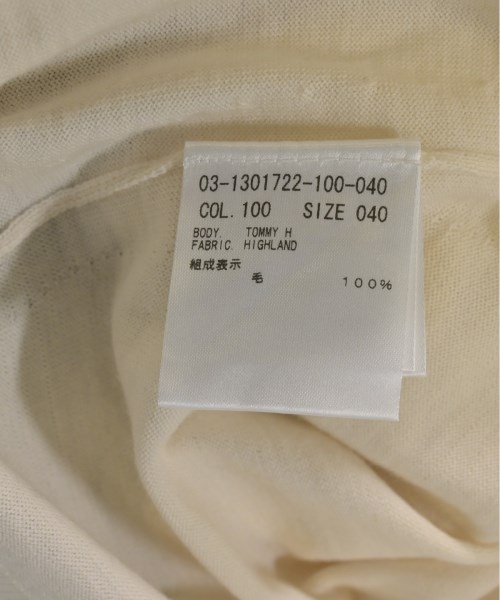 03-1301722-100-040
COL. 100 SIZE 040
BODY. TOMMY H
FABRIC. HIGHLAND
組成表示
毛 100%